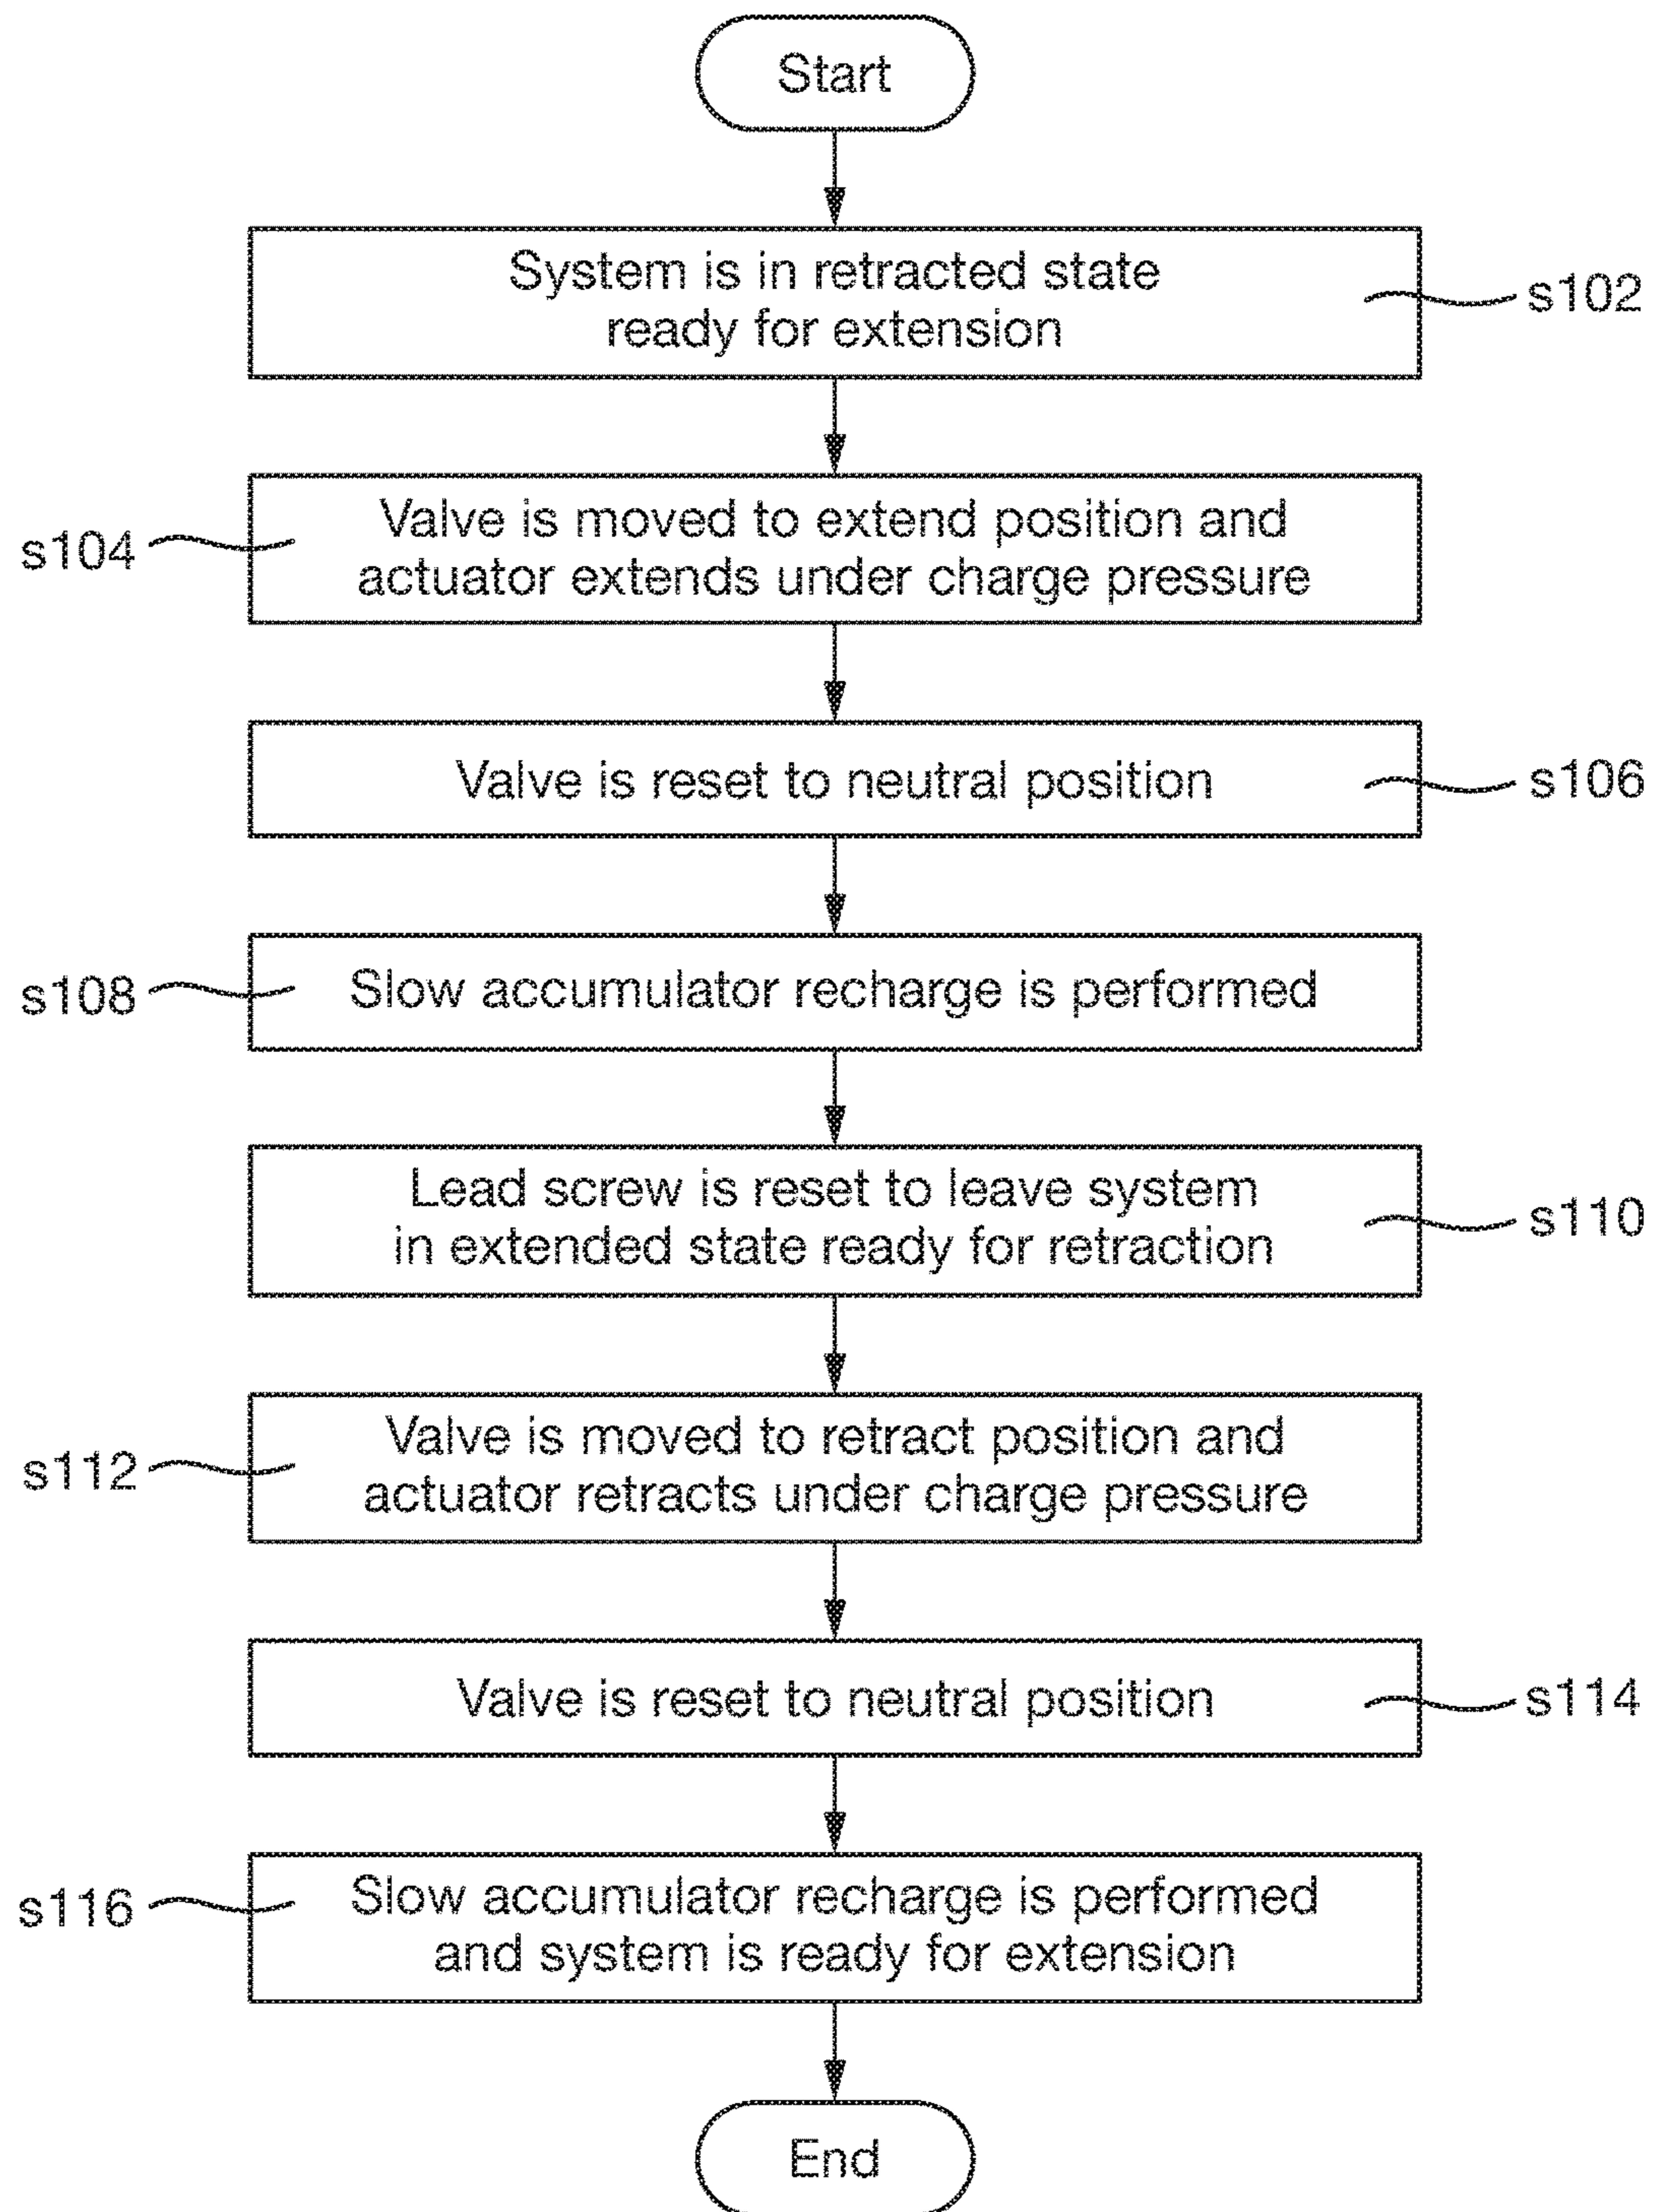 Start
System is in retracted state
ready for extension
s102
Valve is moved to extend position and
actuator extends under charge pressure
s104
Valve is reset to neutral position
s106
Slow accumulator recharge is performed
s108
Lead screw is reset to leave system
in extended state ready for retraction
s110
Valve is moved to retract position and
actuator retracts under charge pressure
s112
Valve is reset to neutral position
s114
Slow accumulator recharge is performed
and system is ready for extension
s116
End